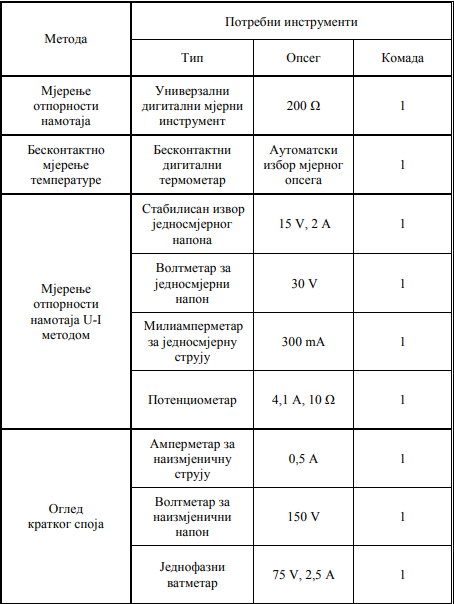 Метода
Потребни инструменти
Тип
Опсег
Комада
Мјерење
отпорности
намотаја
Универзални
дигитални мјерни
инструмент
200 Ω
1
Бесконтактно
мјерење
температуре
Бесконтактни
дигитални
термометар
Аутоматски
избор мјерног
опсега
1
Мјерење
отпорности
намотаја U-I
методом
Стабилисан извор
једносмјерног
напона
15 V, 2 A
1
Волтметар за
једносмјерни
напон
30 V
1
Милиамперметар
за једносмјерну
струју
300 mA
1
Потенциометар
4,1 A, 10 Ω
1
Оглед
кратког споја
Амперметар за
наизмјеничну
струју
0,5 A
1
Волтметар за
наизмјенични
напон
150 V
1
Једнофазни
ватметар
75 V, 2,5 A
1